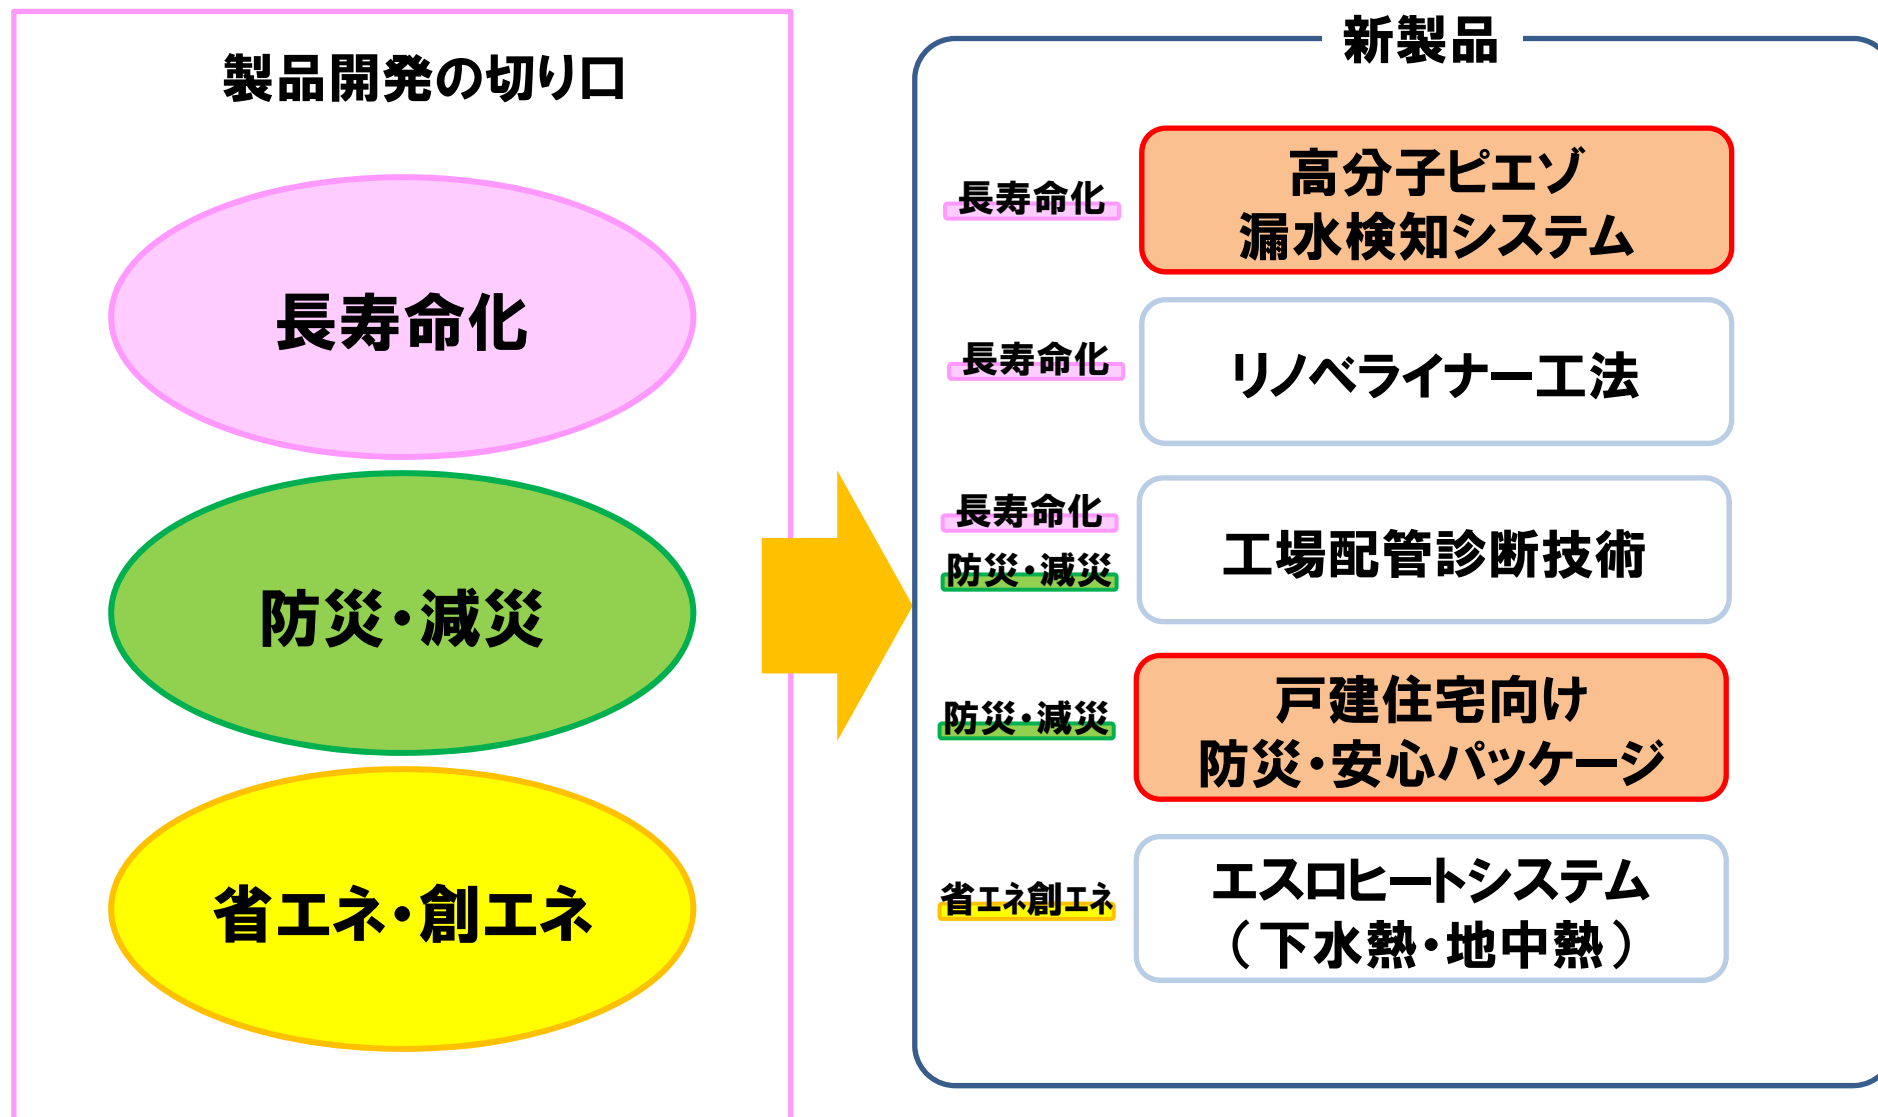 製品開発の切り口
長寿命化
防災・減災
省エネ・創エネ
新製品
長寿命化
高分子ピエゾ
漏水検知システム
長寿命化
リノベライナー工法
長寿命化
防災・減災
工場配管診断技術
防災・減災
戸建住宅向け
防災・安心パッケージ
省エネ創エネ
エスロヒートシステム
（下水熱・地中熱）